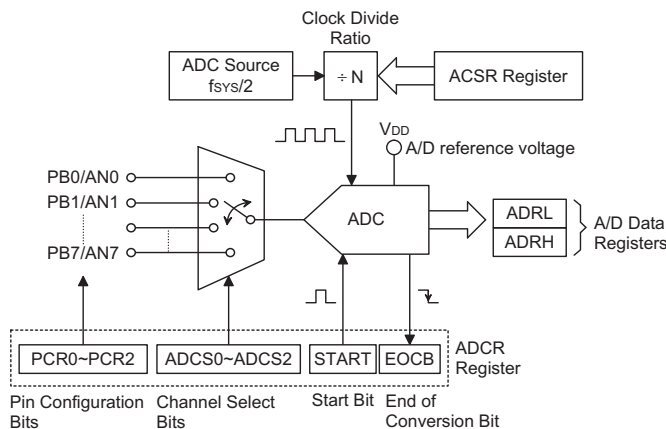 Clock Divide
Ratio
ADC Source
fSYS/2
÷ N
ACSR Register
VDD
A/D reference voltage
PB0/AN0
PB1/AN1
PB7/AN7
ADC
ADRL
ADRH
A/D Data
Registers
PCR0~PCR2
ADCS0~ADCS2
START
EOCB
ADCR
Register
Pin Configuration
Bits
Channel Select
Bits
Start Bit
End of
Conversion Bit